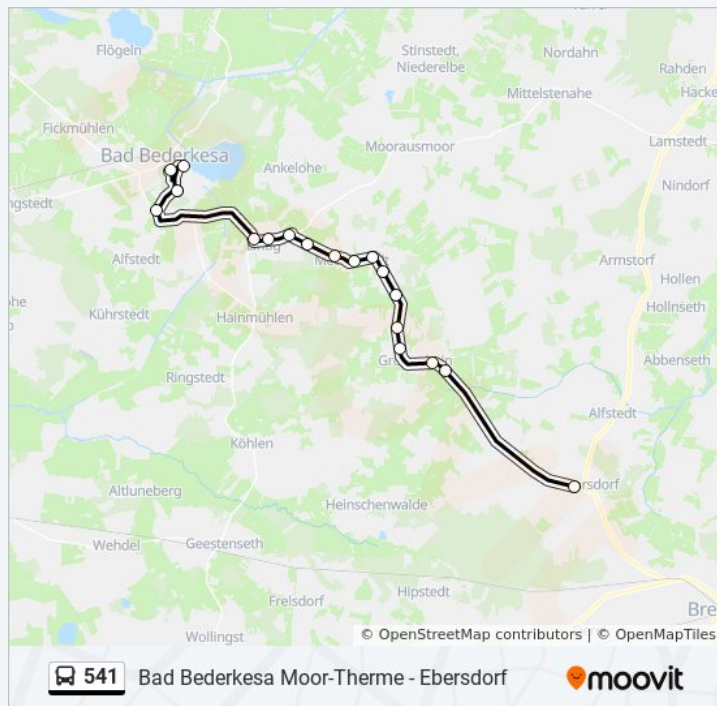 Flögeln
Stinstedt,
Niederelbe
Nordahn
Rahden
Hacke
Mittelstenahe
Fickmühlen
Bad Bederkesa
Ankelohe
Moorausmoor
Lamstedt
Nindorf
ngstedt
Alfstedt
Armstorf
Hollen
Hollnseth
Kührstedt
Hainmühlen
Abbenseth
Ringstedt
Alfstedt
Köhlen
Altluneberg
Heinschenwalde
rsdorf
Wehdel
Geestenseth
Frelsdorf
Hipstedt
Bre
Wollingst
© OpenStreetMap contributors | © OpenMapTiles
541 Bad Bederkesa Moor-Therme - Ebersdorf moovit